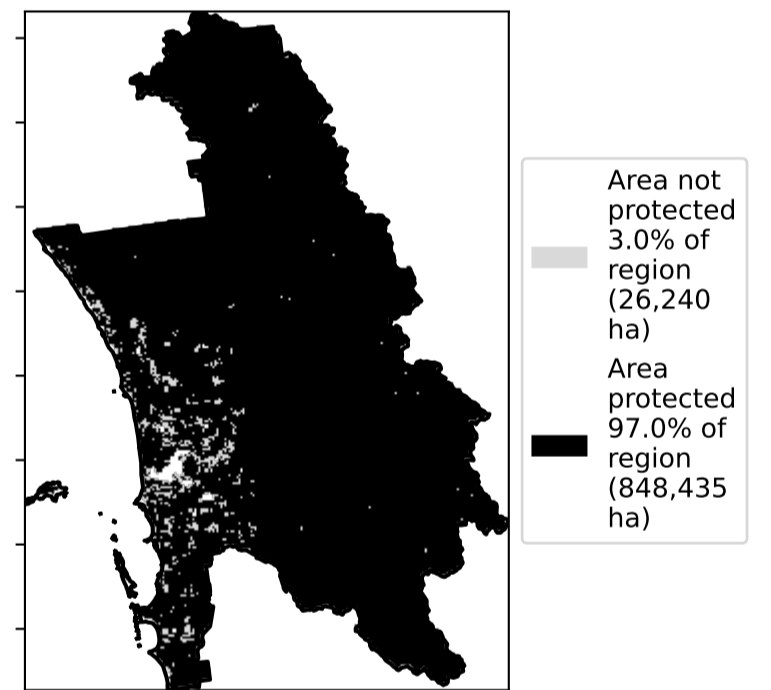 Area not
protected
3.0% of
region
(26,240
ha)
Area
protected
97.0% of
region
(848,435
ha)